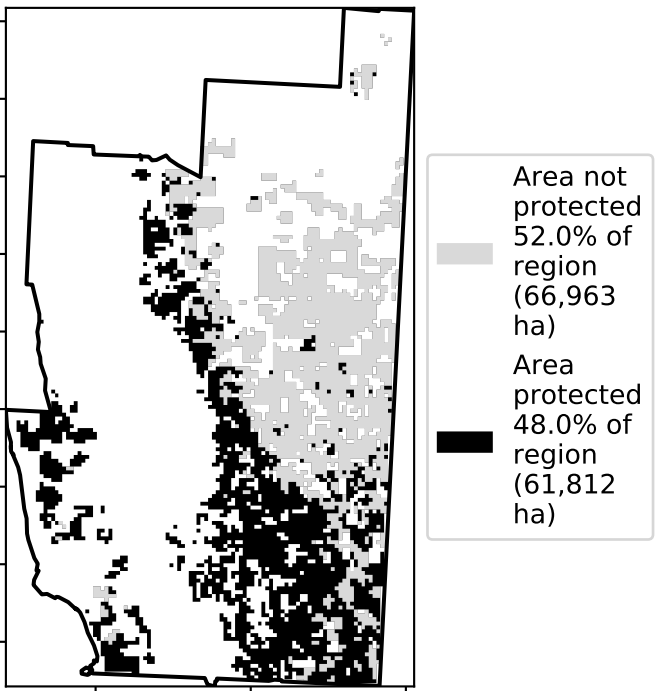 Area not
protected
52.0% of
region
(66,963
ha)
Area
protected
48.0% of
region
(61,812
ha)